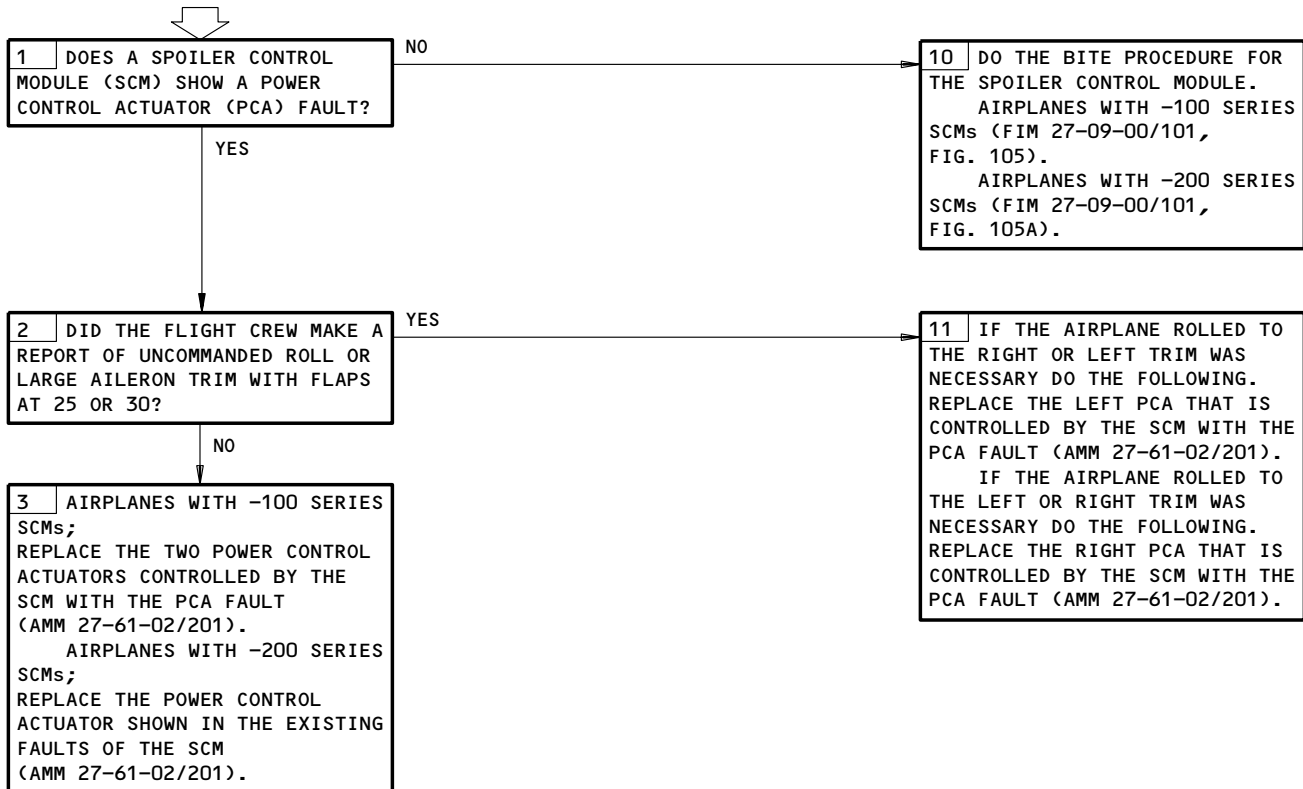 1 DOES A SPOILER CONTROL
MODULE (SCM) SHOW A POWER
CONTROL ACTUATOR (PCA) FAULT?
NO
YES
10 DO THE BITE PROCEDURE FOR
THE SPOILER CONTROL MODULE.
AIRPLANES WITH -100 SERIES
SCMs (FIM 27-09-00/101,
FIG. 105).
AIRPLANES WITH -200 SERIES
SCMs (FIM 27-09-00/101,
FIG. 105A).
2 DID THE FLIGHT CREW MAKE A
REPORT OF UNCOMMANDED ROLL OR
LARGE AILERON TRIM WITH FLAPS
AT 25 OR 30?
YES
NO
11 IF THE AIRPLANE ROLLED TO
THE RIGHT OR LEFT TRIM WAS
NECESSARY DO THE FOLLOWING.
REPLACE THE LEFT PCA THAT IS
CONTROLLED BY THE SCM WITH THE
PCA FAULT (AMM 27-61-02/201).
IF THE AIRPLANE ROLLED TO
THE LEFT OR RIGHT TRIM WAS
NECESSARY DO THE FOLLOWING.
REPLACE THE RIGHT PCA THAT IS
CONTROLLED BY THE SCM WITH THE
PCA FAULT (AMM 27-61-02/201).
3 AIRPLANES WITH -100 SERIES
SCMs;
REPLACE THE TWO POWER CONTROL
ACTUATORS CONTROLLED BY THE
SCM WITH THE PCA FAULT
(AMM 27-61-02/201).
AIRPLANES WITH -200 SERIES
SCMs;
REPLACE THE POWER CONTROL
ACTUATOR SHOWN IN THE EXISTING
FAULTS OF THE SCM
(AMM 27-61-02/201).